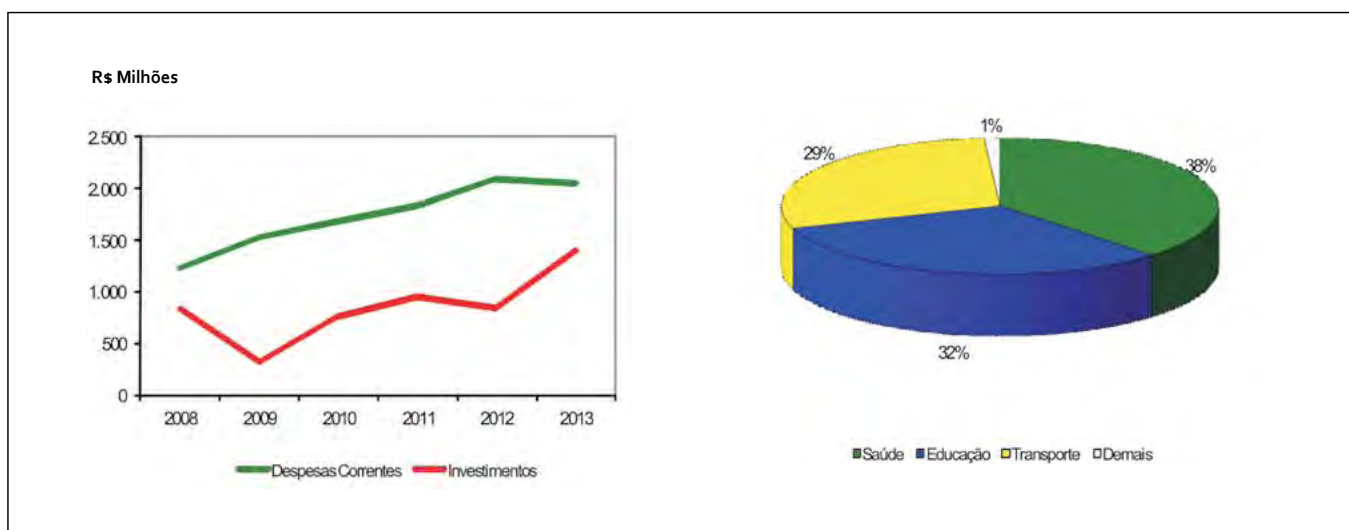 R$ Milhões
2.500
2.000
1.500
1.000
500
0
2008 2009 2010 2011 2012 2013
Despesas Correntes Investimentos
1%
29%
38%
32%
Saúde Educação Transporte Demais